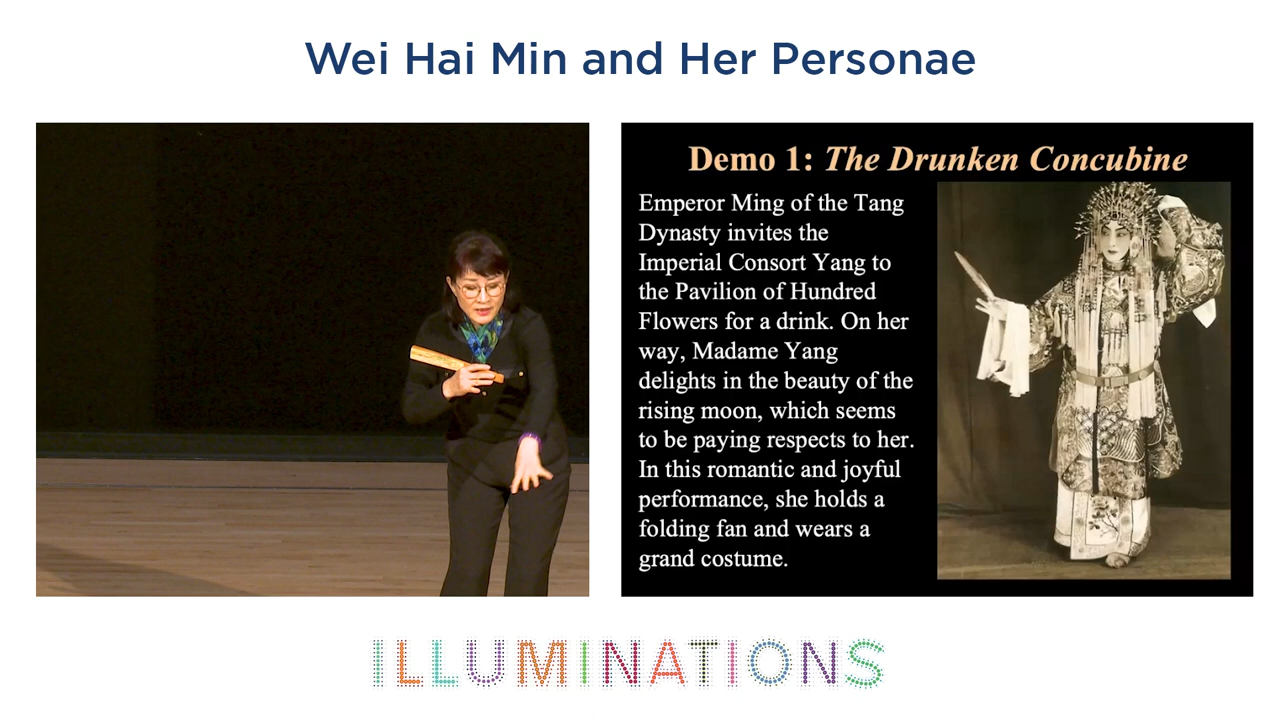 Wei Hai Min and Her Personae
Demo 1: The Drunken Concubine
Emperor Ming of the Tang
Dynasty invites the
Imperial Consort Yang to
the Pavilion of Hundred
Flowers for a drink. On her
way, Madame Yang
delights in the beauty of the
rising moon, which seems
to be paying respects to her.
In this romantic and joyful
performance, she holds a
folding fan and wears a
grand costume.
ILLUMINATIONS